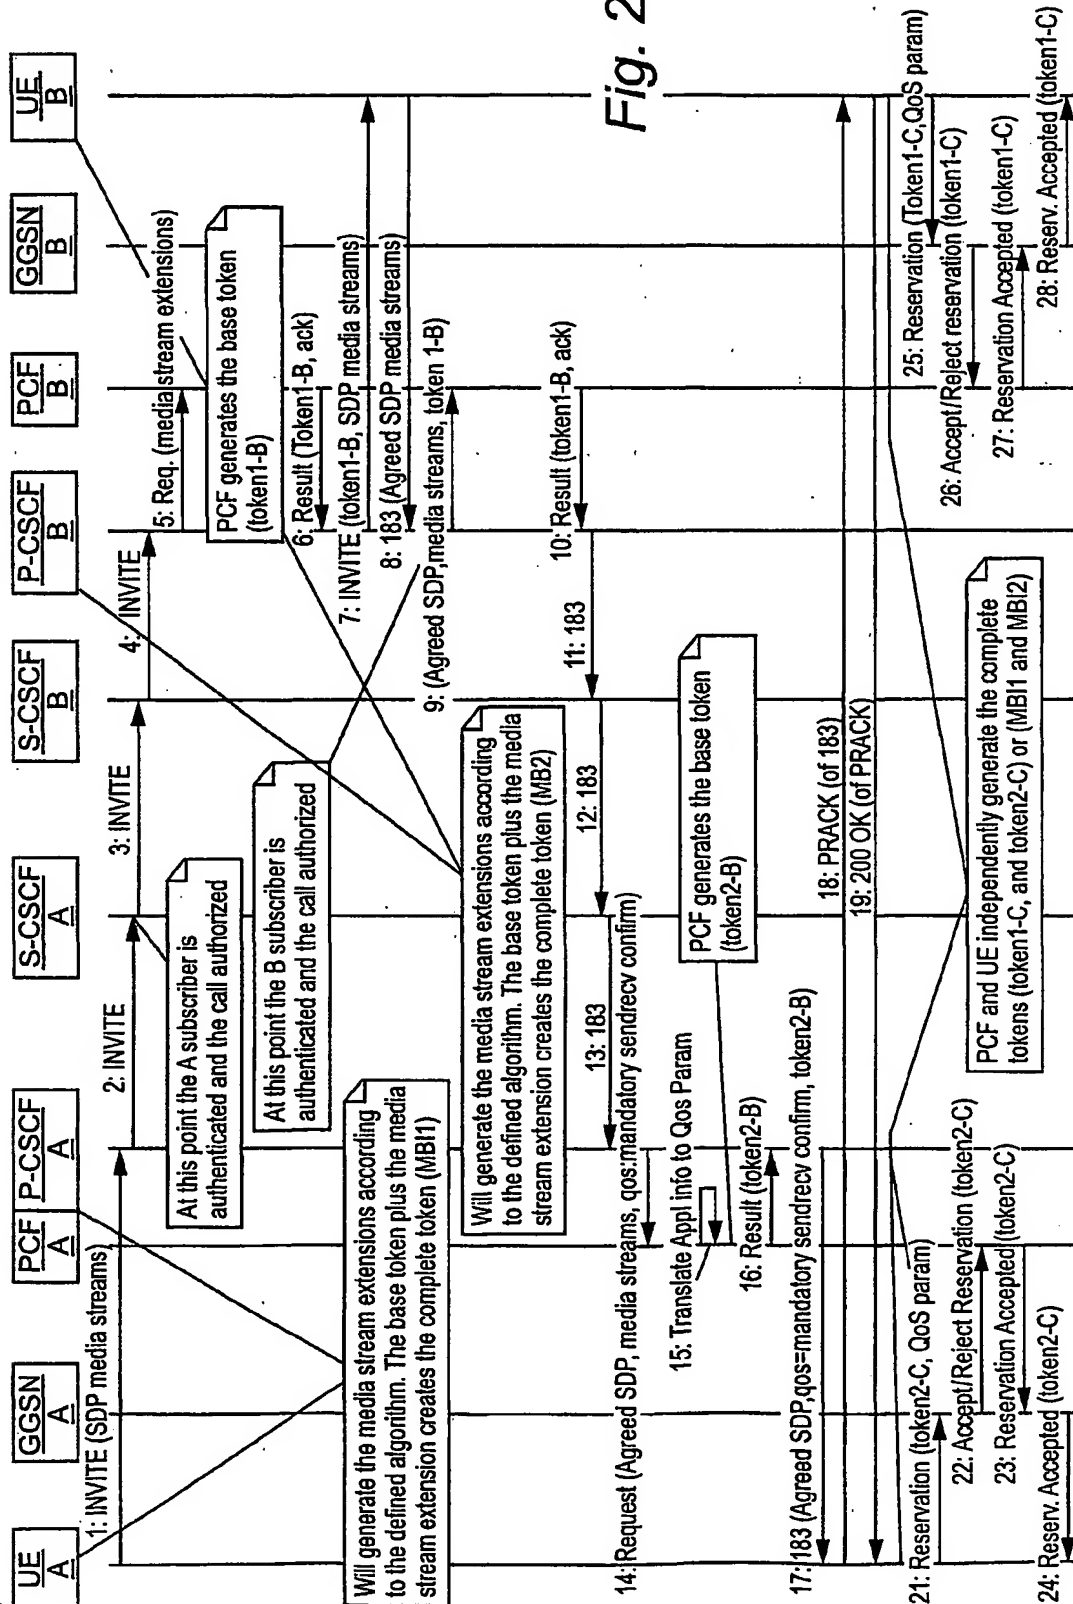 UE
A
GGSN
A
PCF
A
P-CSCF
A
S-CSCF
A
S-CSCF
B
P-CSCF
B
PCF
B
GGSN
B
UE
B
1: INVITE (SDP media streams)
2: INVITE
3: INVITE
4: INVITE
5: Req. (media stream extensions)
At this point the A subscriber is
authenticated and the call authorized
PCF generates the base token
(token1-B)
At this point the B subscriber is
authenticated and the call authorized
6: Result (Token1-B, ack)
7: INVITE (token1-B, SDP media streams)
8: 183 (Agreed SDP media streams)
9: (Agreed SDP,media streams, token 1-B)
Will generate the media stream extensions according
to the defined algorithm. The base token plus the media
stream extension creates the complete token (MBI1)
Will generate the media stream extensions according
to the defined algorithm. The base token plus the media
stream extension creates the complete token (MB2)
10: Result (token1-B, ack)
11: 183
12: 183
13: 183
14: Request (Agreed SDP, media streams, qos:mandatory sendrecv confirm)
15: Translate Appl info to Qos Param
PCF generates the base token
(token2-B)
16: Result (token2-B)
17: 183 (Agreed SDP,qos=mandatory sendrecv confirm, token2-B)
18: PRACK (of 183)
19: 200 OK (of PRACK)
21: Reservation (token2-C, QoS param)
22: Accept/Reject Reservation (token2-C)
23: Reservation Accepted (token2-C)
24: Reserv. Accepted (token2-C)
PCF and UE independently generate the complete
tokens (token1-C, and token2-C) or (MBI1 and MBI2)
25: Reservation (Token1-C,QoS param)
26: Accept/Reject reservation (token1-C)
27: Reservation Accepted (token1-C)
28: Reserv. Accepted (token1-C)
Fig. 2